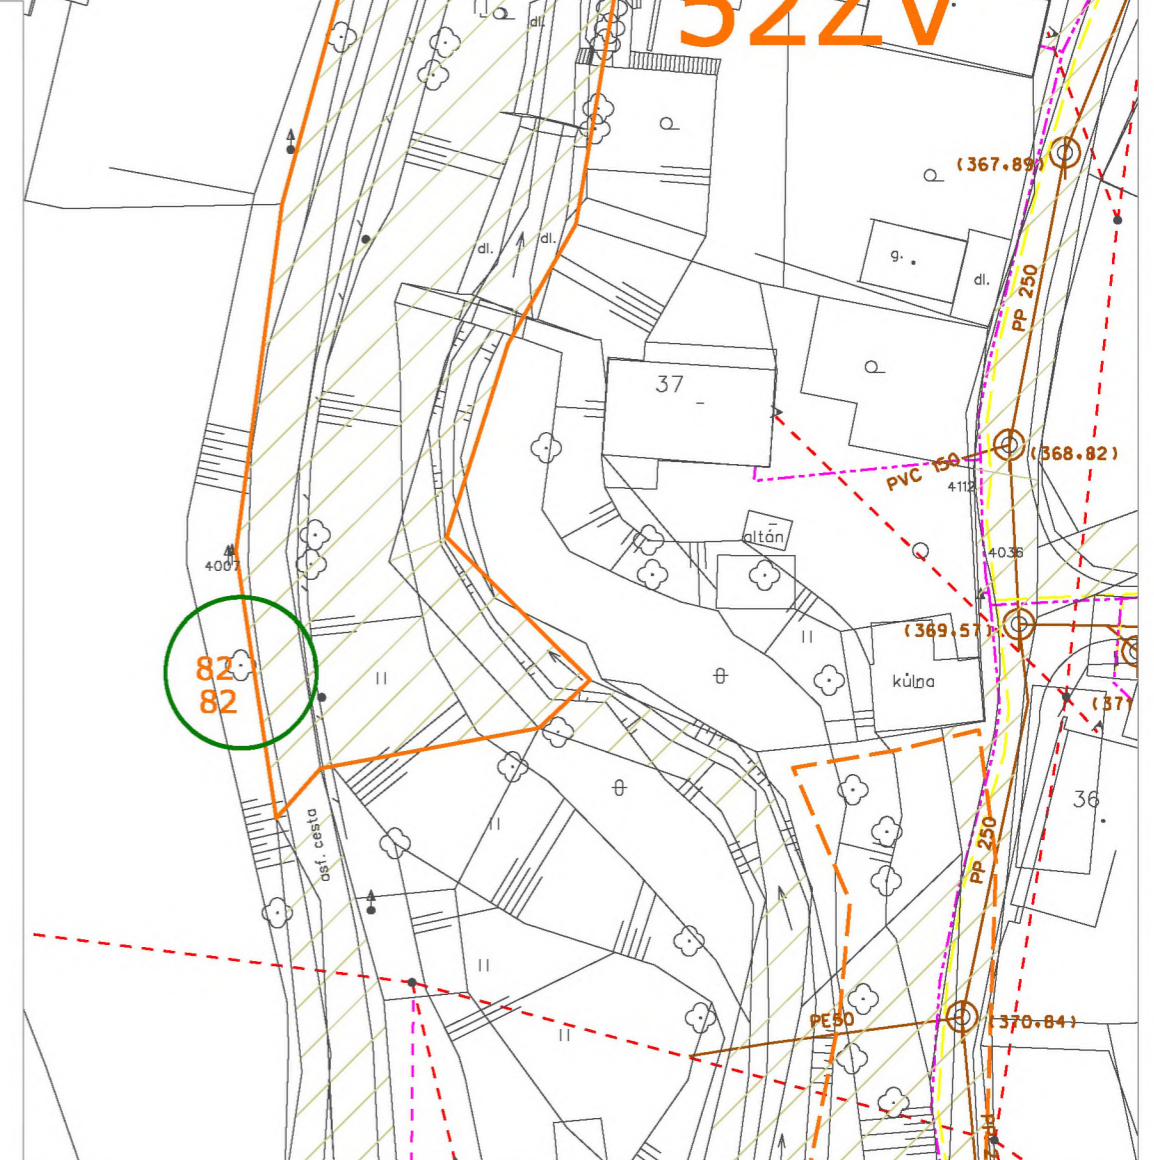 522V
dl.
(367.89)
dl.
dl.
g.
dl.
PP 250
37
(368.82)
PVC 150
4112
altán
4036
4007
(369.57)
82
82
kůlna
(371
36
asf. cesta
PP 250
PE50
(370.84)